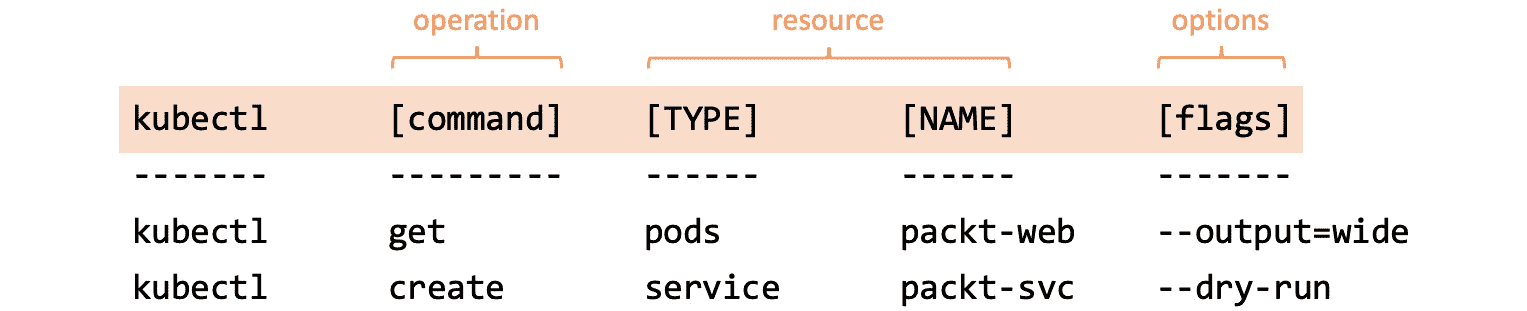 operation resource options
kubectl [command] [TYPE] [NAME] [flags]
------- --------- ------ ------ -------
kubectl get pods packt-web --output=wide
kubectl create service packt-svc --dry-run